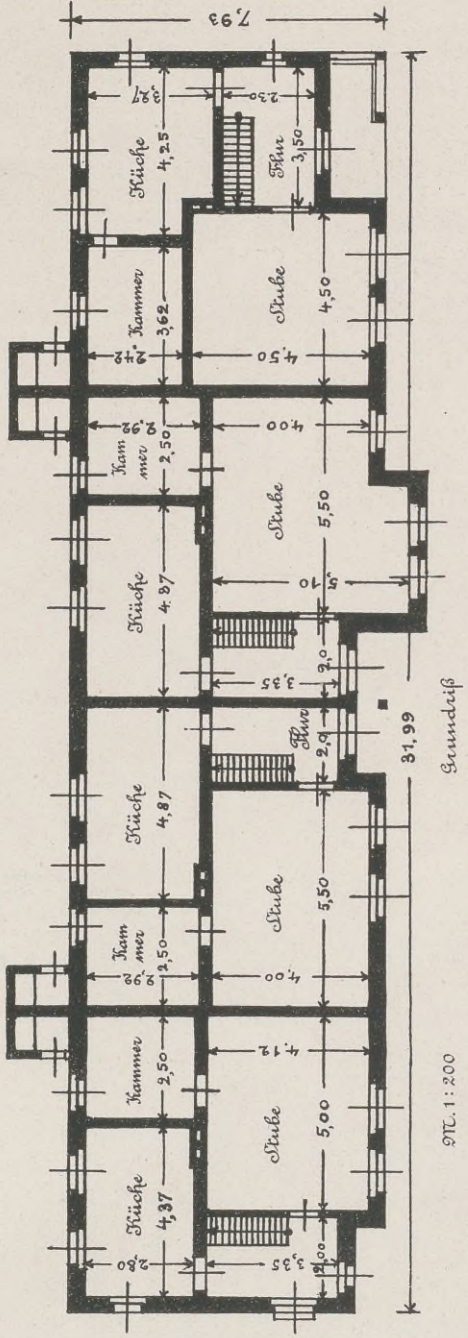 Küche
4,37
2,80
Kammer
2,50
Kam
mer
2,50
2,92
Küche
4,87
Küche
4.87
Kam
mer
2,50
2,92
Kammer
3,62
2.42
Küche
4,25
3,27
2,00
3,35
Stube
5,00
4.12
Stube
5,50
4,00
Flur
2,0
2,0
3,35
Stube
5,50
5,10
4.00
Stube
4,50
4,50
Flur
3,50
2.30
7,93
31,99
M. 1 : 200
Grundriß